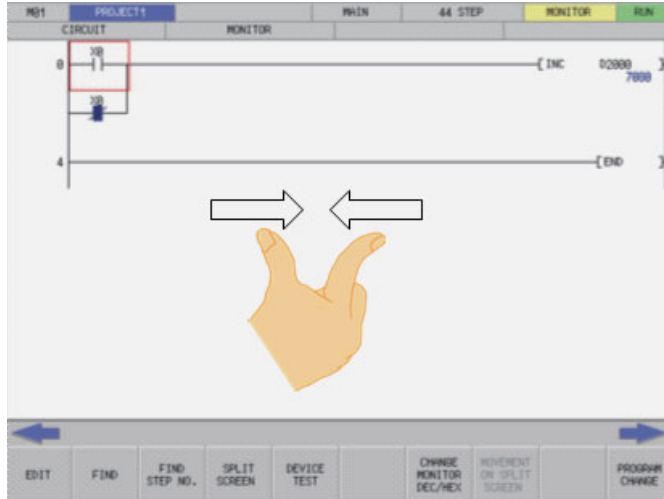 M01 PROJECT1 MAIN 44 STEP MONITOR RUN
CIRCUIT MONITOR
X0
0 [ INC D2000 ]
7000
X0
4 [ END ]
EDIT FIND FIND STEP NO. SPLIT SCREEN DEVICE TEST CHANGE MONITOR DEC/HEX MOVEMENT ON SPLIT SCREEN PROGRAM CHANGE